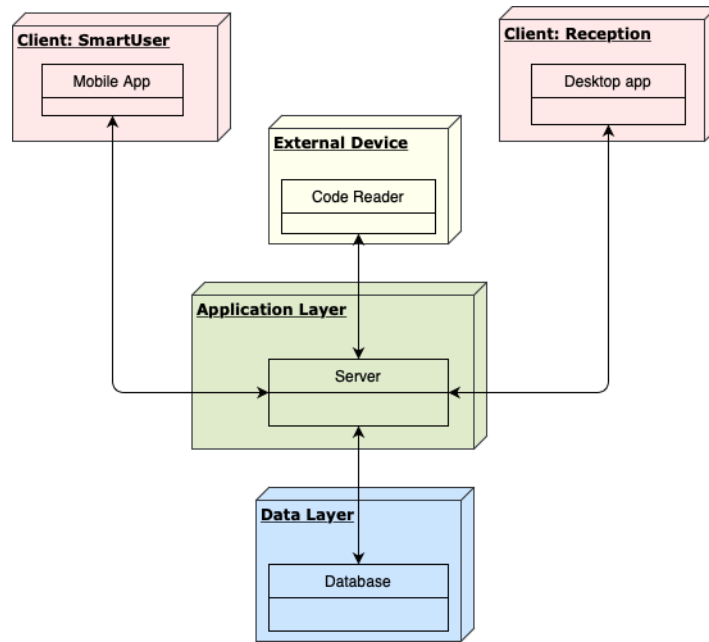 Client: SmartUser
Mobile App
Client: Reception
Desktop app
External Device
Code Reader
Application Layer
Server
Data Layer
Database